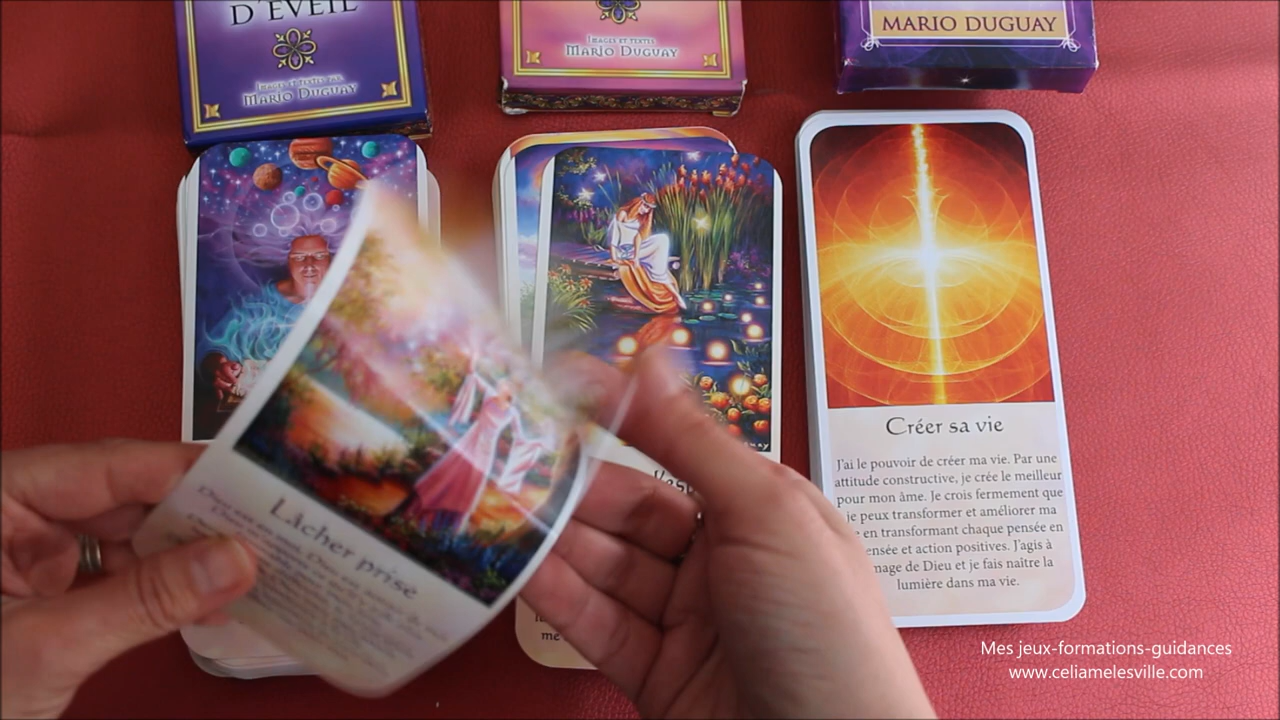 D'ÉVEIL
IMAGES ET TEXTES PAR
MARIO DUGUAY
IMAGES ET TEXTES
MARIO DUGUAY
MARIO DUGUAY
Créer sa vie
J'ai le pouvoir de créer ma vie. Par une
attitude constructive, je crée le meilleur
pour mon âme. Je crois fermement que
je peux transformer et améliorer ma
en transformant chaque pensée en
ensée et action positives. J'agis à
mage de Dieu et je fais naître la
lumière dans ma vie.
Lâcher prise
me
Mes jeux-formations-guidances
www.celiamelesville.com